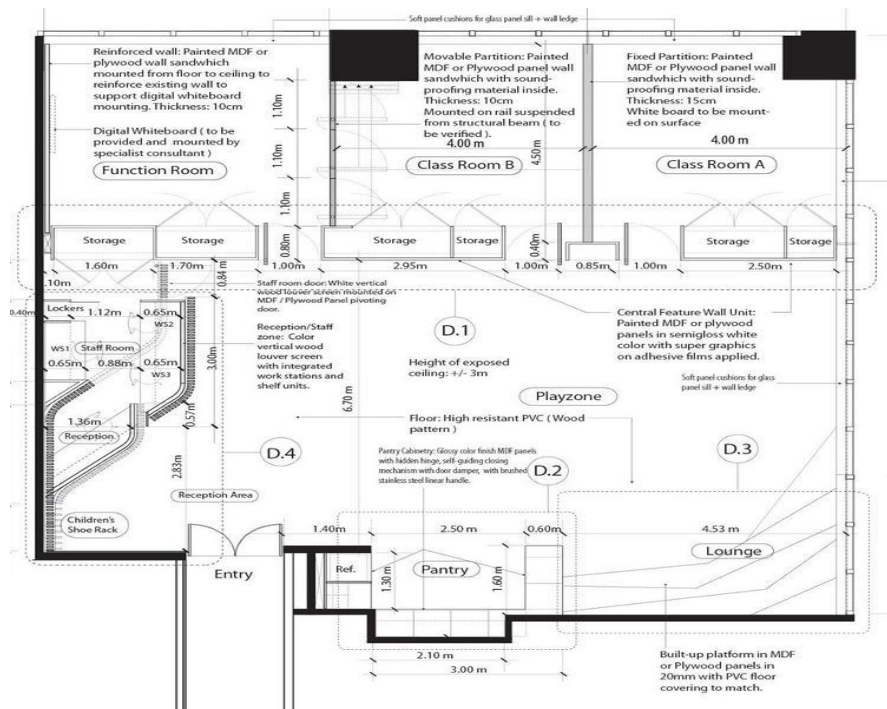 Soft panel cushions for glass panel sill + wall ledge
Reinforced wall: Painted MDF or
plywood wall sandwhich
mounted from floor to ceiling to
reinforce existing wall to
support digital whiteboard
mounting. Thickness: 10cm
Digital Whiteboard ( to be
provided and mounted by
specialist consultant )
Function Room
1.10m
1.10m
1.10m
Movable Partition: Painted
MDF or Plywood panel wall
sandwhich with sound-
proofing material inside.
Thickness: 10cm
Mounted on rail suspended
from structural beam ( to
be verified ).
4.00 m
4.50 m
Class Room B
Fixed Partition: Painted
MDF or Plywood panel wall
sandwhich with sound-
proofing material inside.
Thickness: 15cm
White board to be mount-
ed on surface
4.00 m
Class Room A
Storage
Storage
0.80m
Storage
Storage
0.40m
Storage
Storage
.10m
1.60m
1.70m
0.84 m
1.00m
2.95m
1.00m
0.85m
1.00m
2.50m
Staff room door: White vertical
wood louver screen mounted on
MDF / Plywood Panel pivoting
door.
0.40m
Lockers
1.12m
0.65m
WS2
WS1
Staff Room
0.65m
0.88m
0.65m
WS3
3.00m
Reception/Staff
zone: Color
vertical wood
louver screen
with integrated
work stations and
shelf units.
D.1
Height of exposed
ceiling: +/- 3m
Central Feature Wall Unit:
Painted MDF or plywood
panels in semigloss white
color with super graphics
on adhesive films applied.
Soft panel cushions for glass
panel sill + wall ledge
Playzone
6.70 m
0.57m
1.36m
Reception
Floor: High resistant PVC ( Wood
pattern )
D.4
2.83m
Pantry Cabinetry: Glossy color finish MDF panels
with hidden hinge, self-guiding closing
mechanism with door damper, with brushed
stainless steel linear handle.
D.2
D.3
Reception Area
Children's
Shoe Rack
1.40m
2.50 m
0.60m
4.53 m
Entry
Ref.
1.30 m
Pantry
1.60 m
Lounge
2.10 m
3.00 m
Built-up platform in MDF
or Plywood panels in
20mm with PVC floor
covering to match.